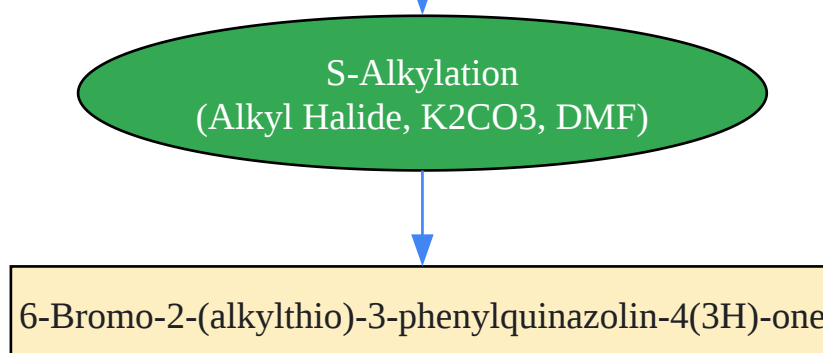 S-Alkylation
(Alkyl Halide, K2CO3, DMF)
6-Bromo-2-(alkylthio)-3-phenylquinazolin-4(3H)-one